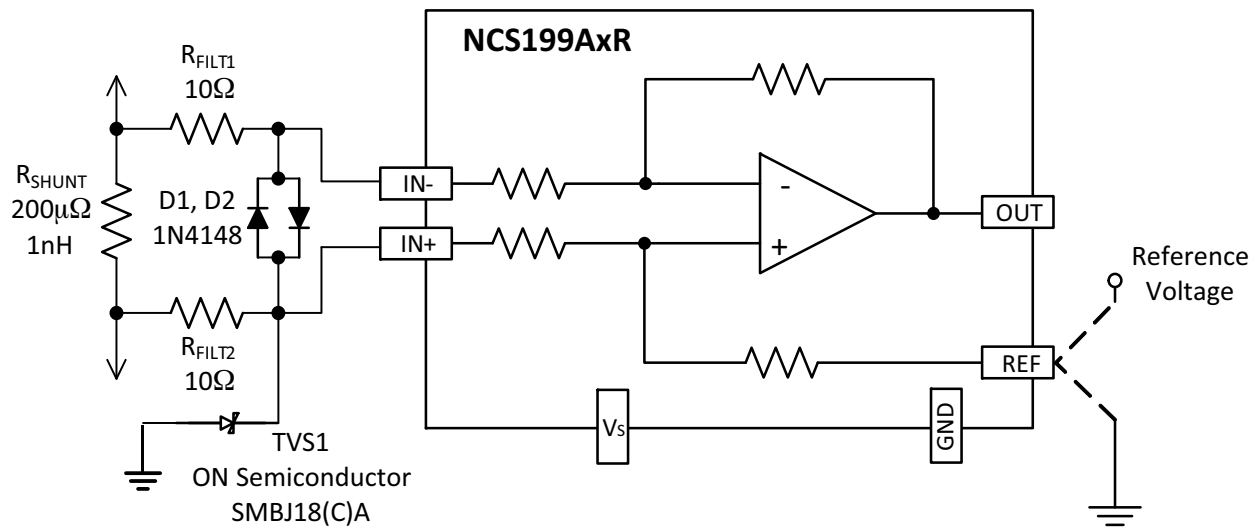 NCS199AxR
RFILT1
10Ω
RSHUNT
200μΩ
1nH
D1, D2
1N4148
IN-
IN+
-
+
OUT
Reference
Voltage
RFILT2
10Ω
REF
VS
GND
TVS1
ON Semiconductor
SMBJ18(C)A